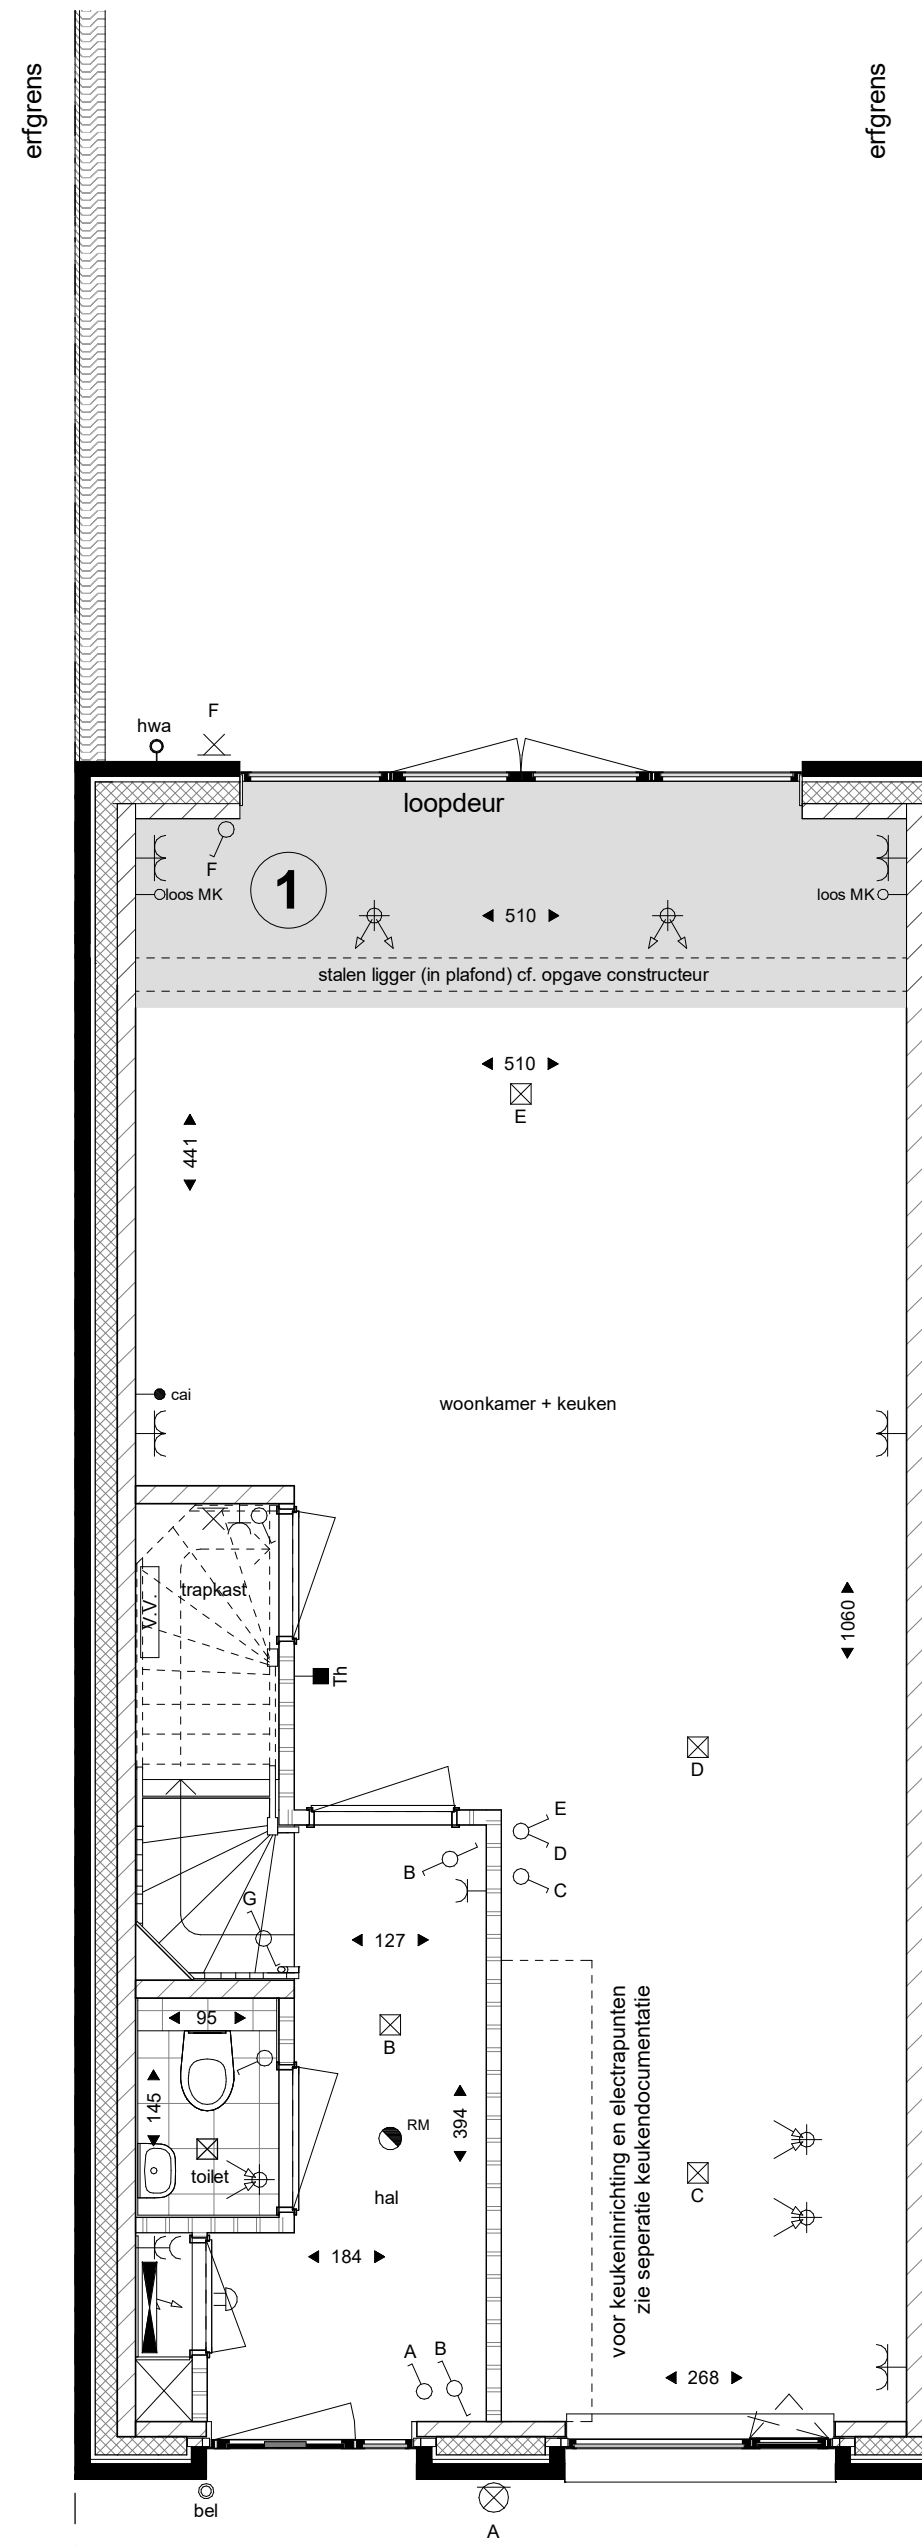 erfgrens
erfgrens
F
hwa
loopdeur
F
1
loos MK
loos MK
510
stalen ligger (in plafond) cf. opgave constructeur
510
E
441
cai
woonkamer + keuken
trapkast
V.V.
1060
Th
D
E
B
D
C
G
127
95
B
145
RM
394
voor keukeninrichting en electrapunten
zie seperatie keukendocumentatie
toilet
C
hal
184
A
B
268
bel
A